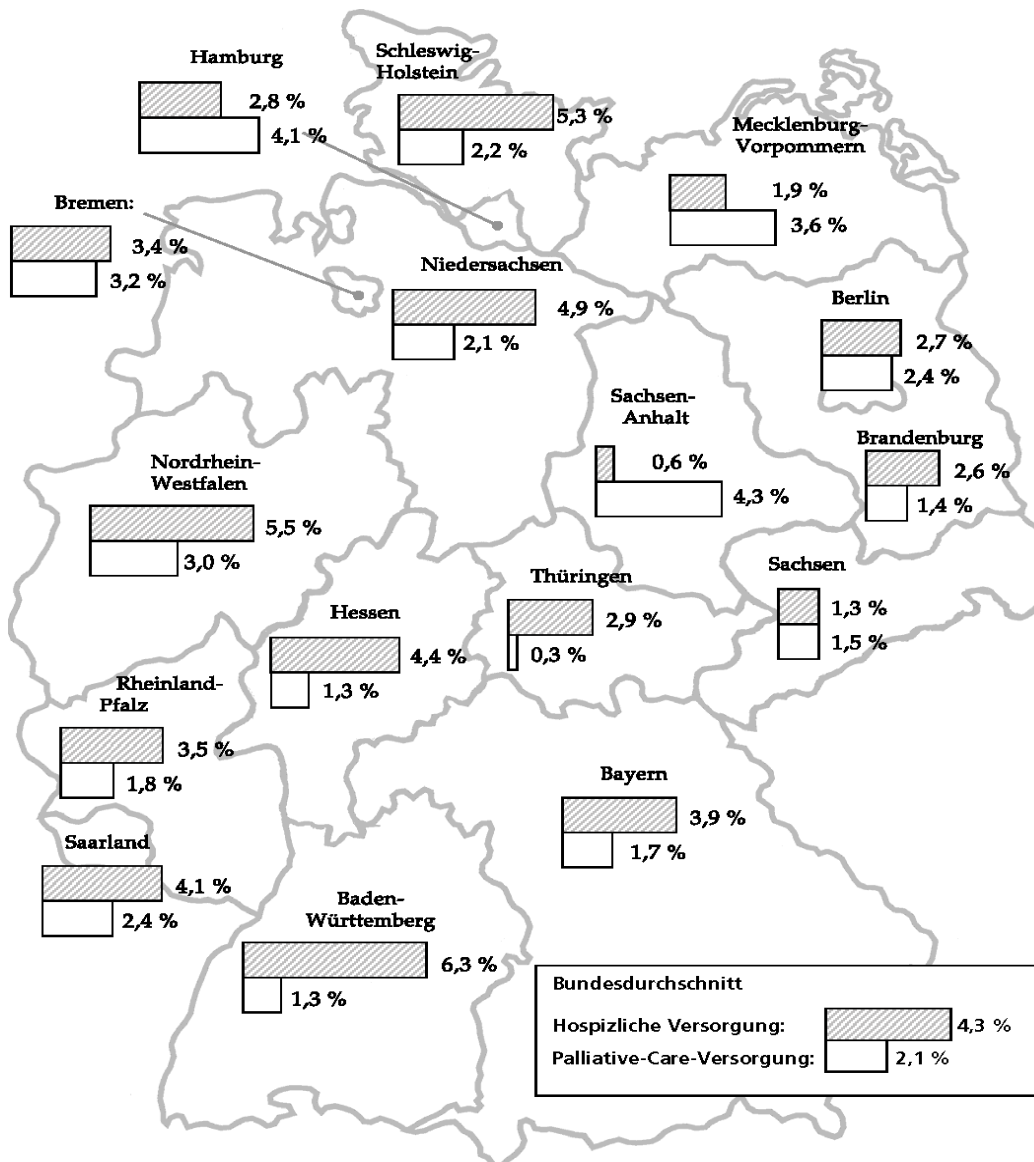 Hamburg
2,8 %
4,1 %
Schleswig-
Holstein
5,3 %
2,2 %
Mecklenburg-
Vorpommern
1,9 %
3,6 %
Bremen:
3,4 %
3,2 %
Niedersachsen
4,9 %
2,1 %
Berlin
2,7 %
2,4 %
Sachsen-
Anhalt
0,6 %
4,3 %
Brandenburg
2,6 %
1,4 %
Nordrhein-
Westfalen
5,5 %
3,0 %
Hessen
4,4 %
1,3 %
Thüringen
2,9 %
0,3 %
Sachsen
1,3 %
1,5 %
Rheinland-
Pfalz
3,5 %
1,8 %
Bayern
3,9 %
1,7 %
Saarland
4,1 %
2,4 %
Baden-
Württemberg
6,3 %
1,3 %
Bundesdurchschnitt
Hospizliche Versorgung: 4,3 %
Palliative-Care-Versorgung: 2,1 %